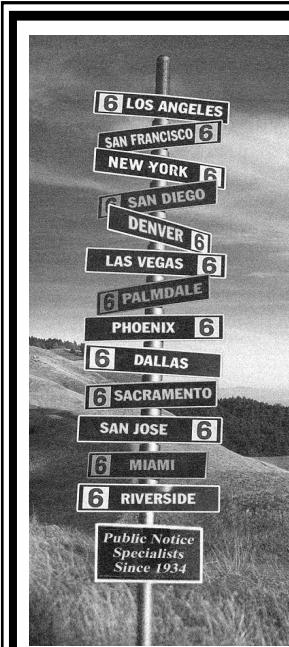 6 LOS ANGELES
SAN FRANCISCO 6
NEW YORK 6
6 SAN DIEGO
DENVER 6
LAS VEGAS 6
6 PALMDALE
PHOENIX 6
6 DALLAS
6 SACRAMENTO
SAN JOSE 6
6 MIAMI
6 RIVERSIDE
Public Notice
Specialists
Since 1934